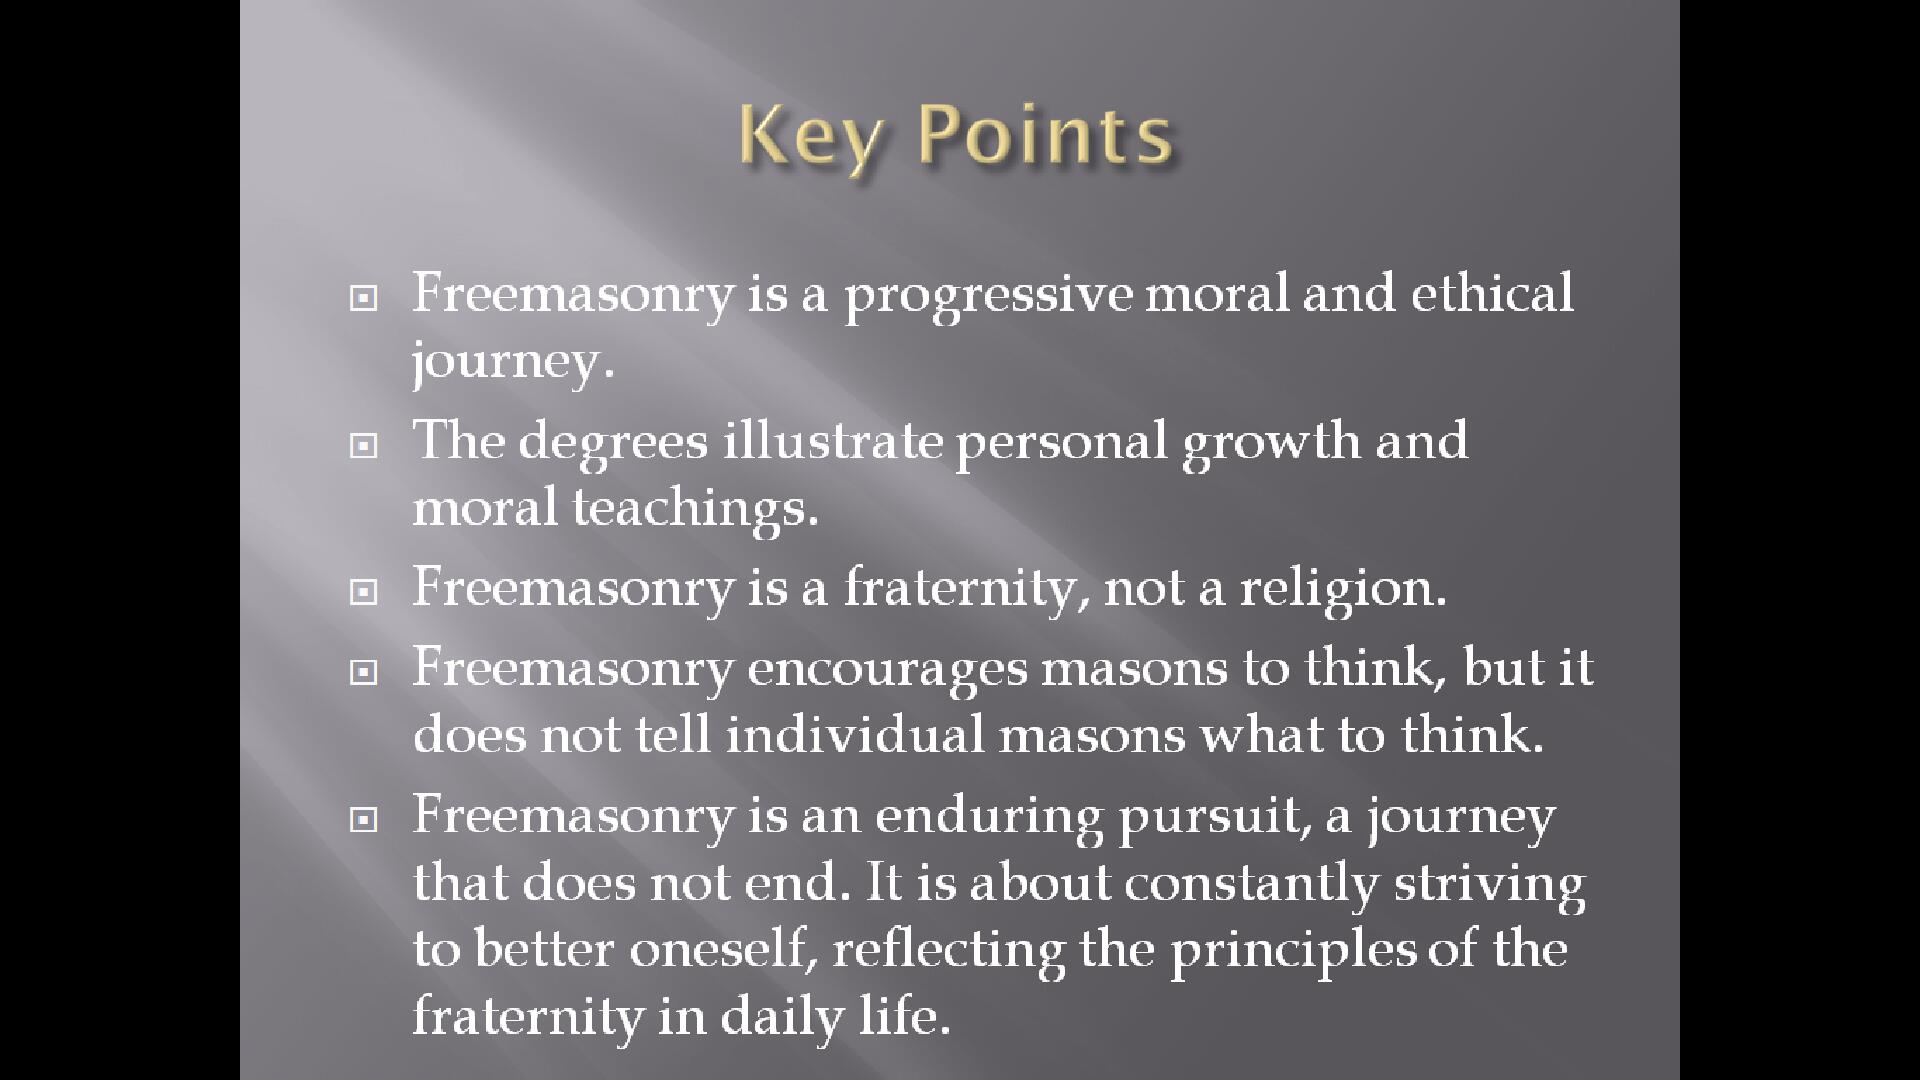 Key Points
Freemasonry is a progressive moral and ethical
journey.
The degrees illustrate personal growth and
moral teachings.
Freemasonry is a fraternity, not a religion.
Freemasonry encourages masons to think, but it
does not tell individual masons what to think.
Freemasonry is an enduring pursuit, a journey
that does not end. It is about constantly striving
to better oneself, reflecting the principles of the
fraternity in daily life.